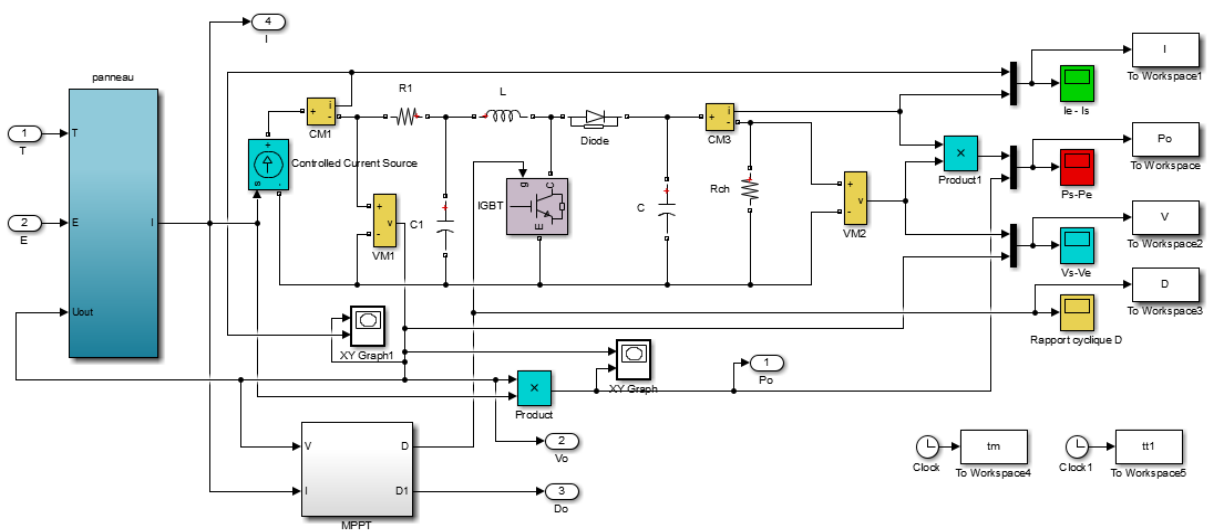 4
I
panneau
I
To Workspace1
R1
L
+
i
-
CM1
+
i
-
CM3
Ie - Is
1
T
T
+
s
-
Controlled Current Source
Diode
×
Product1
Po
To Workspace
Ps-Pe
2
E
E
I
+
v
-
VM1
C1
g
C
IGBT
E
C
Rch
+
v
-
VM2
V
To Workspace2
Vs-Ve
D
To Workspace3
Uout
XY Graph1
XY Graph
Rapport cyclique D
×
Product
1
Po
V
D
I
D1
MPPT
2
Vo
3
Do
Clock
tm
To Workspace4
Clock1
tt1
To Workspace5